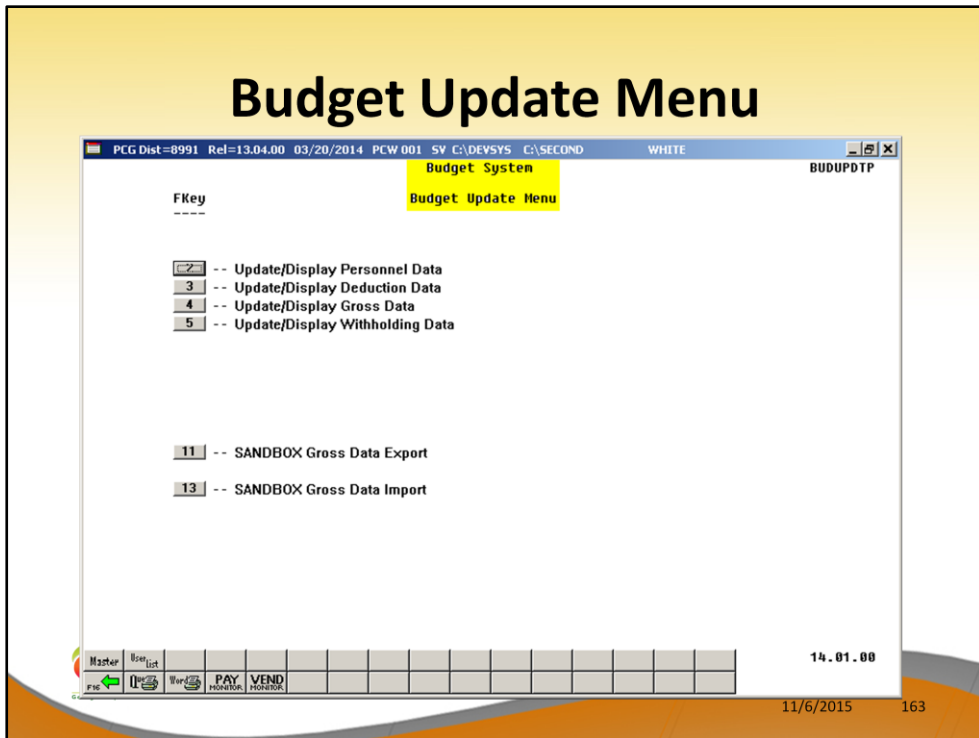 Budget Update Menu
PCG Dist=8991 Rel=13.04.00 03/20/2014 PCW 001 SV C:\DEVSYS C:\SECOND WHITE
Budget System BUDUPDTP
FKey Budget Update Menu
----
2 -- Update/Display Personnel Data
3 -- Update/Display Deduction Data
4 -- Update/Display Gross Data
5 -- Update/Display Withholding Data
11 -- SANDBOX Gross Data Export
13 -- SANDBOX Gross Data Import
Master User List 14.01.00
F16 Word PAY MONITOR VEND MONITOR
11/6/2015 163